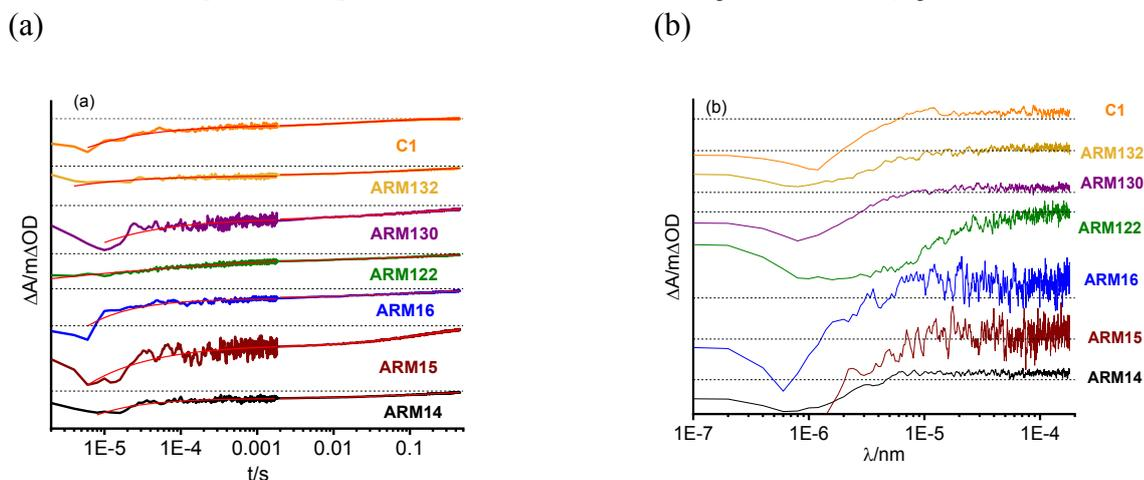 (a)
(b)
(a)
C1
ARM132
ARM130
ARM122
ARM16
ARM15
ARM14
ΔA/mΔOD
1E-5 1E-4 0.001 0.01 0.1
t/s
(b)
C1
ARM132
ARM130
ARM122
ARM16
ARM15
ARM14
ΔA/mΔOD
1E-7 1E-6 1E-5 1E-4
λ/nm